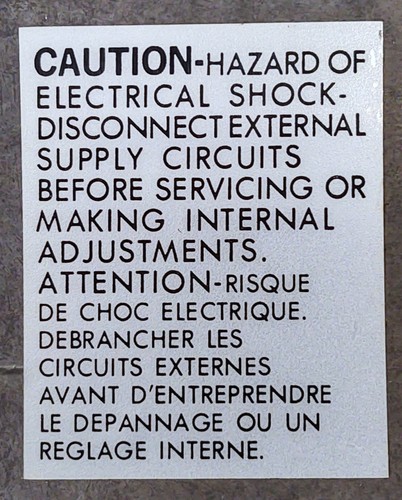 CAUTION-HAZARD OF
ELECTRICAL SHOCK-
DISCONNECT EXTERNAL
SUPPLY CIRCUITS
BEFORE SERVICING OR
MAKING INTERNAL
ADJUSTMENTS.
ATTENTION-RISQUE
DE CHOC ELECTRIQUE.
DEBRANCHER LES
CIRCUITS EXTERNES
AVANT D'ENTREPRENDRE
LE DEPANNAGE OU UN
REGLAGE INTERNE.